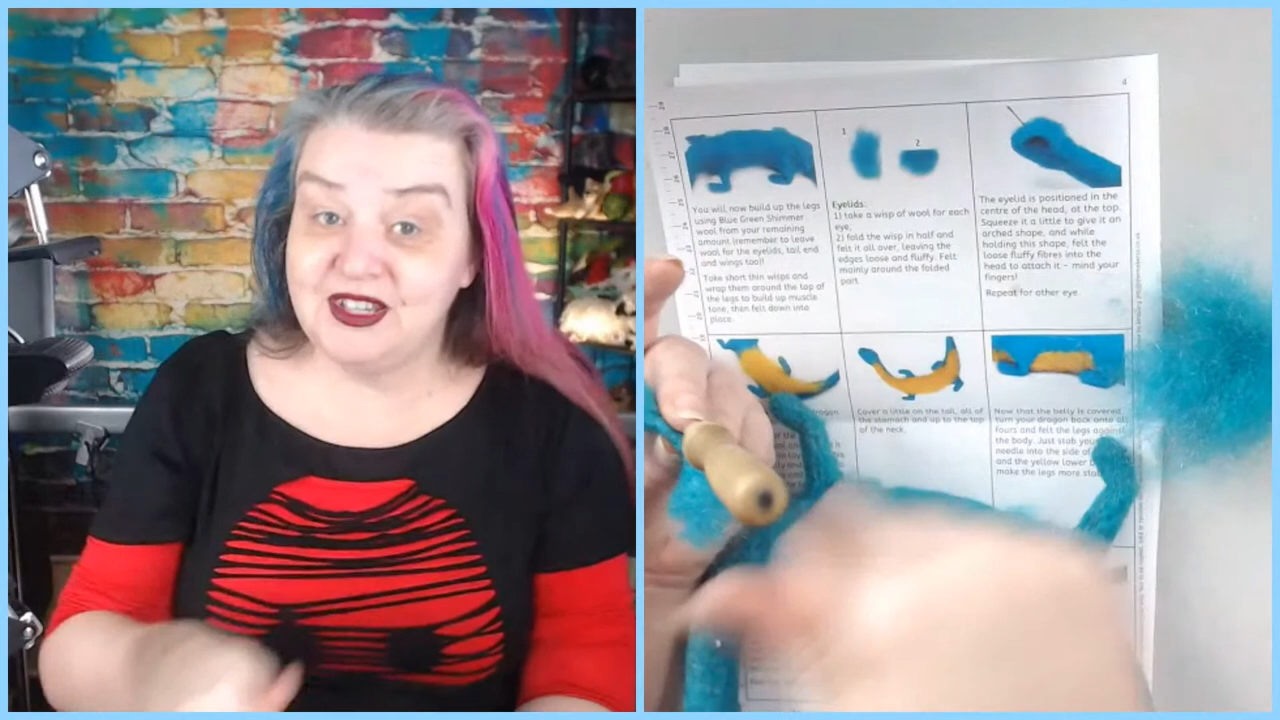 4
1
2
You will now build up the legs
using Blue Green Shimmer
wool from your remaining
amount (remember to leave
wool for the eyelids, tail end
and wings too)!
Take short thin wisps and
wrap them around the top of
the legs to build up muscle
tone, then felt down into
place.
Eyelids:
1) take a wisp of wool for each
eye,
2) fold the wisp in half and
felt it all over, leaving the
edges loose and fluffy. Felt
mainly around the folded
part.
The eyelid is positioned in the
centre of the head, at the top.
Squeeze it a little to give it an
arched shape, and while
holding this shape, felt the
loose fluffy fibres into the
head to attach it – mind your
fingers!
Repeat for other eye.
Cover a little on the tail, all of
the stomach and up to the top
of the neck.
Now that the belly is covered
turn your dragon back onto all
fours and felt the legs against
the body. Just stab your
needle into the side of
and the yellow lower b
make the legs more sta